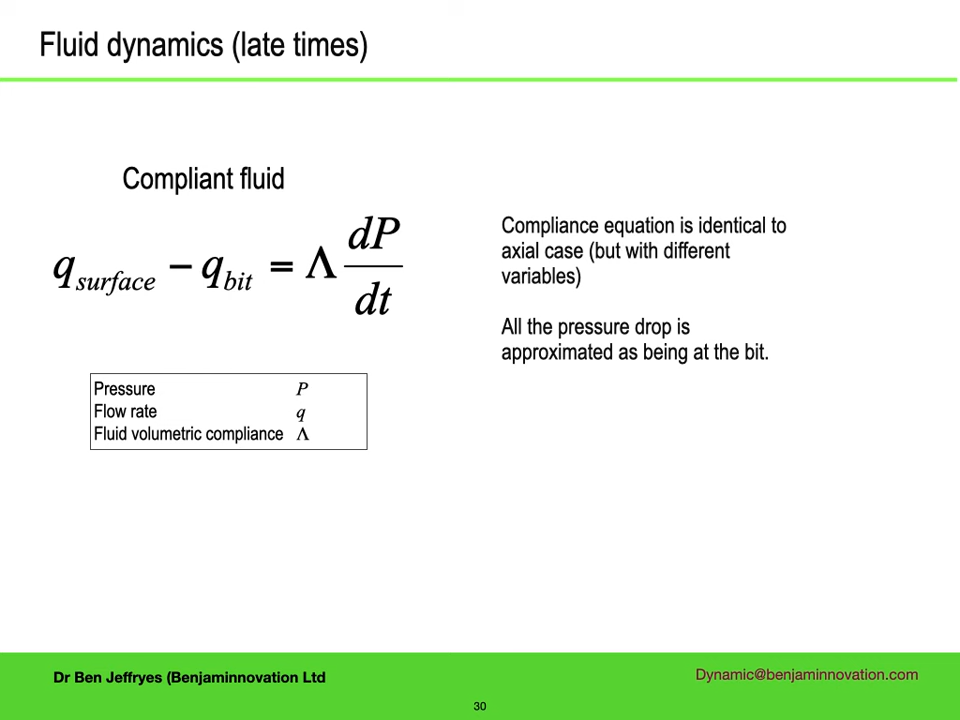 Fluid dynamics (late times)
Compliant fluid
q_surface − q_bit = Λ dP/dt
Compliance equation is identical to
axial case (but with different
variables)
All the pressure drop is
approximated as being at the bit.
Pressure P
Flow rate q
Fluid volumetric compliance Λ
Dr Ben Jeffryes (Benjaminnovation Ltd
Dynamic@benjaminnovation.com
30